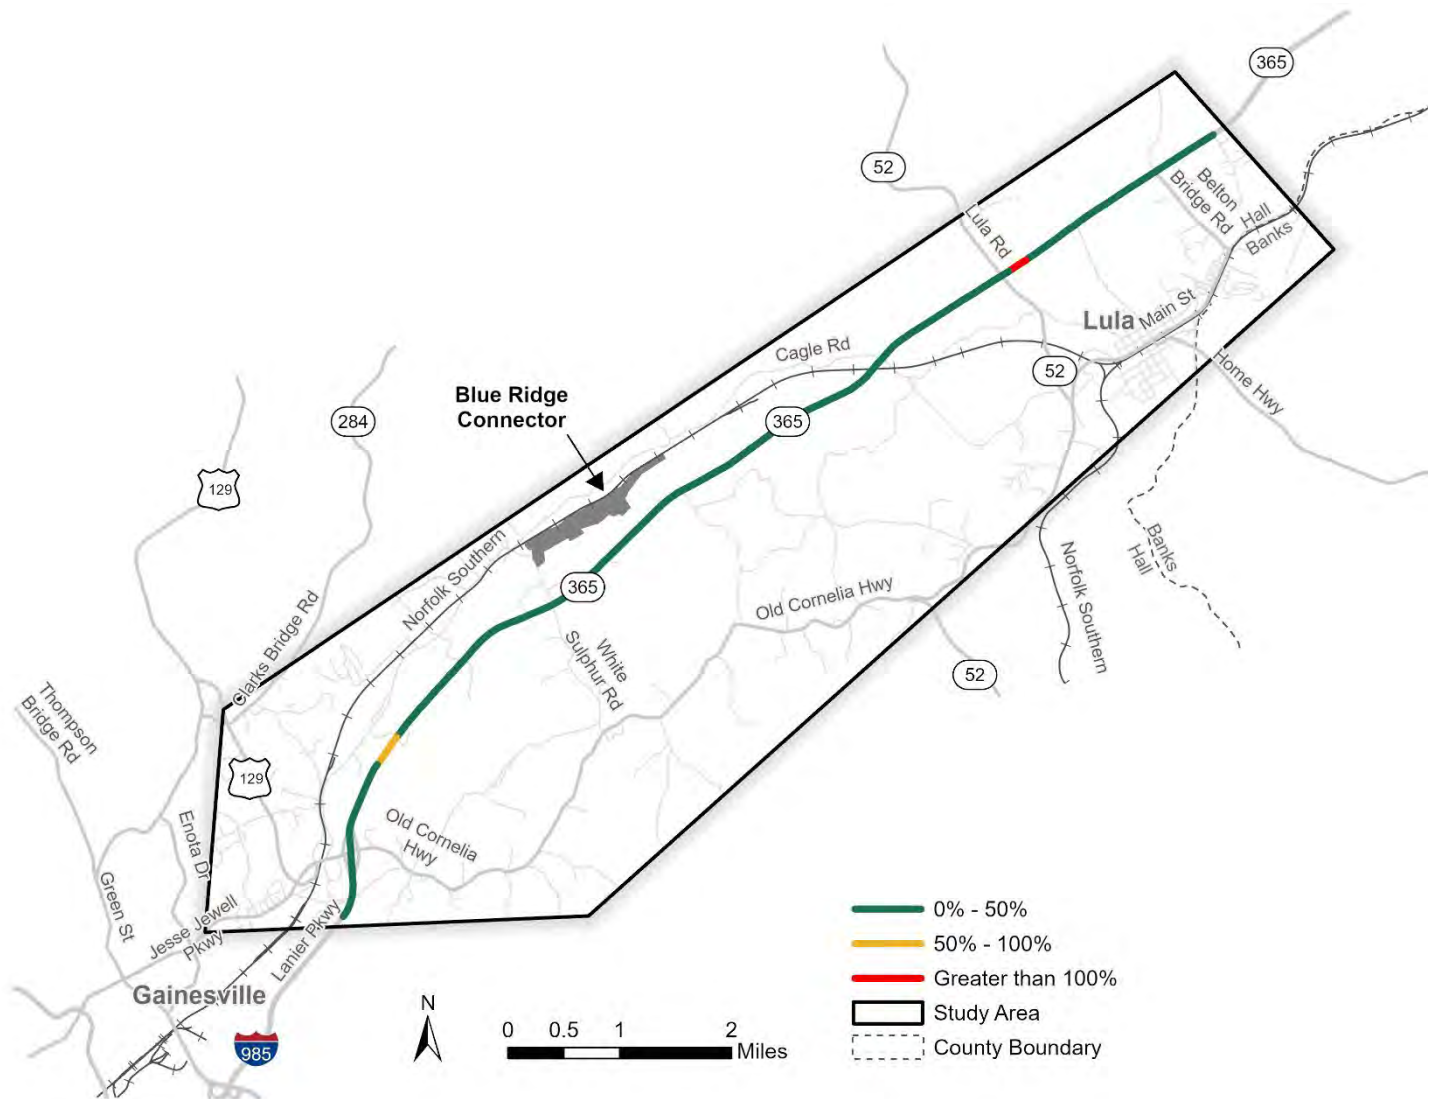 365
52
Belton
Bridge Rd
Hall
Banks
Lula Rd
Main St
Lula
Cagle Rd
52
Home Hwy
Blue Ridge
Connector
284
365
129
Norfolk Southern
Banks
Hall
Norfolk Southern
365
Old Cornelia Hwy
Clarks Bridge Rd
White
Sulphur Rd
52
Thompson
Bridge Rd
129
Enota Dr
Old Cornelia
Hwy
Green St
Jesse Jewell
Pkwy
Lanier Pkwy
Gainesville
985
N
0 0.5 1 2
Miles
0% - 50%
50% - 100%
Greater than 100%
Study Area
County Boundary